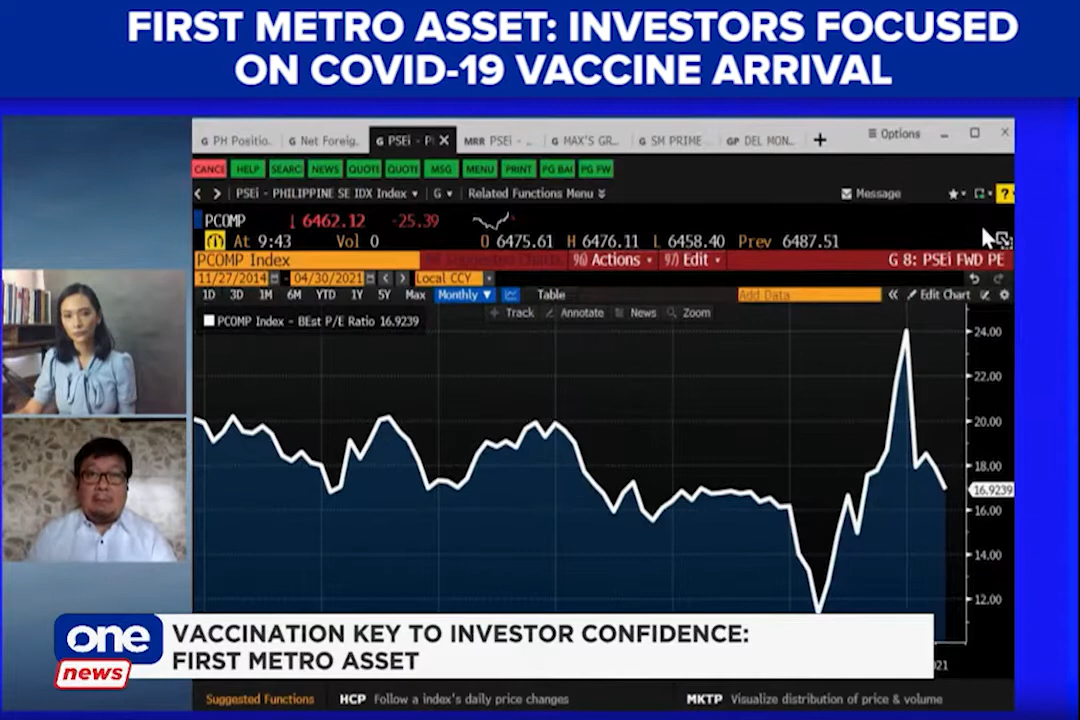 FIRST METRO ASSET: INVESTORS FOCUSED
ON COVID-19 VACCINE ARRIVAL
G PH Positio.. G Net Foreig.. G PSEi - P X MRR PSEi - .. G MAX'S GR.. G SM PRIME GP DEL MON.. + Options
CANCE HELP SEARC NEWS QUOTE QUOTE MSG MENU PRINT PG BAC PG FW
PSEi - PHILIPPINE SE IDX Index G Related Functions Menu Message ?
PCOMP 6462.12 -25.39
At 9:43 Vol 0 O 6475.61 H 6476.11 L 6458.40 Prev 6487.51
PCOMP Index 96) Actions 97) Edit G 8: PSEi FWD PE
11/27/2014 - 04/30/2021 Local CCY
1D 3D 1M 6M YTD 1Y 5Y Max Monthly Table Add Data Edit Chart
Track Annotate News Zoom
PCOMP Index - BEst P/E Ratio 16.9239
24.00
22.00
20.00
18.00
16.9239
16.00
14.00
12.00
one
news
VACCINATION KEY TO INVESTOR CONFIDENCE:
FIRST METRO ASSET
Suggested Functions HCP Follow a index's daily price changes MKTP Visualize distribution of price & volume